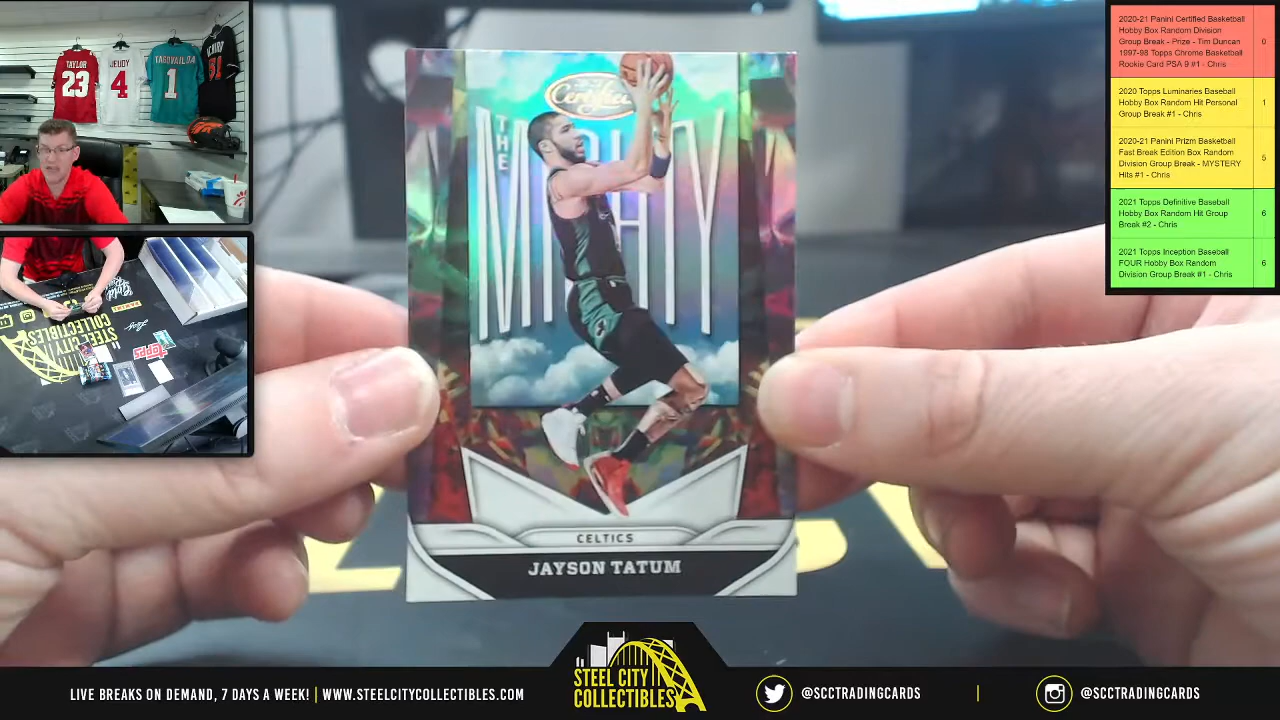 TAYLOR
23
JEUDY
4
TAGOVAILOA
1
ICHIRO
51
2020-21 Panini Certified Basketball
Hobby Box Random Division
Group Break - Prize - Tim Duncan
1997-98 Topps Chrome Basketball
Rookie Card PSA 9 #1 - Chris
0
2020 Topps Luminaries Baseball
Hobby Box Random Hit Personal
Group Break #1 - Chris
1
2020-21 Panini Prizm Basketball
Fast Break Edition Box Random
Division Group Break - MYSTERY
Hits #1 - Chris
5
2021 Topps Definitive Baseball
Hobby Box Random Hit Group
Break #2 - Chris
6
2021 Topps Inception Baseball
FOUR Hobby Box Random
Division Group Break #1 - Chris
6
Certified
THE
MIGHTY
CELTICS
JAYSON TATUM
STEEL CITY
COLLECTIBLES
topps
PANINI
LIVE BREAKS ON DEMAND, 7 DAYS A WEEK! | WWW.STEELCITYCOLLECTIBLES.COM
STEEL CITY
COLLECTIBLES
@SCCTRADINGCARDS
@SCCTRADINGCARDS